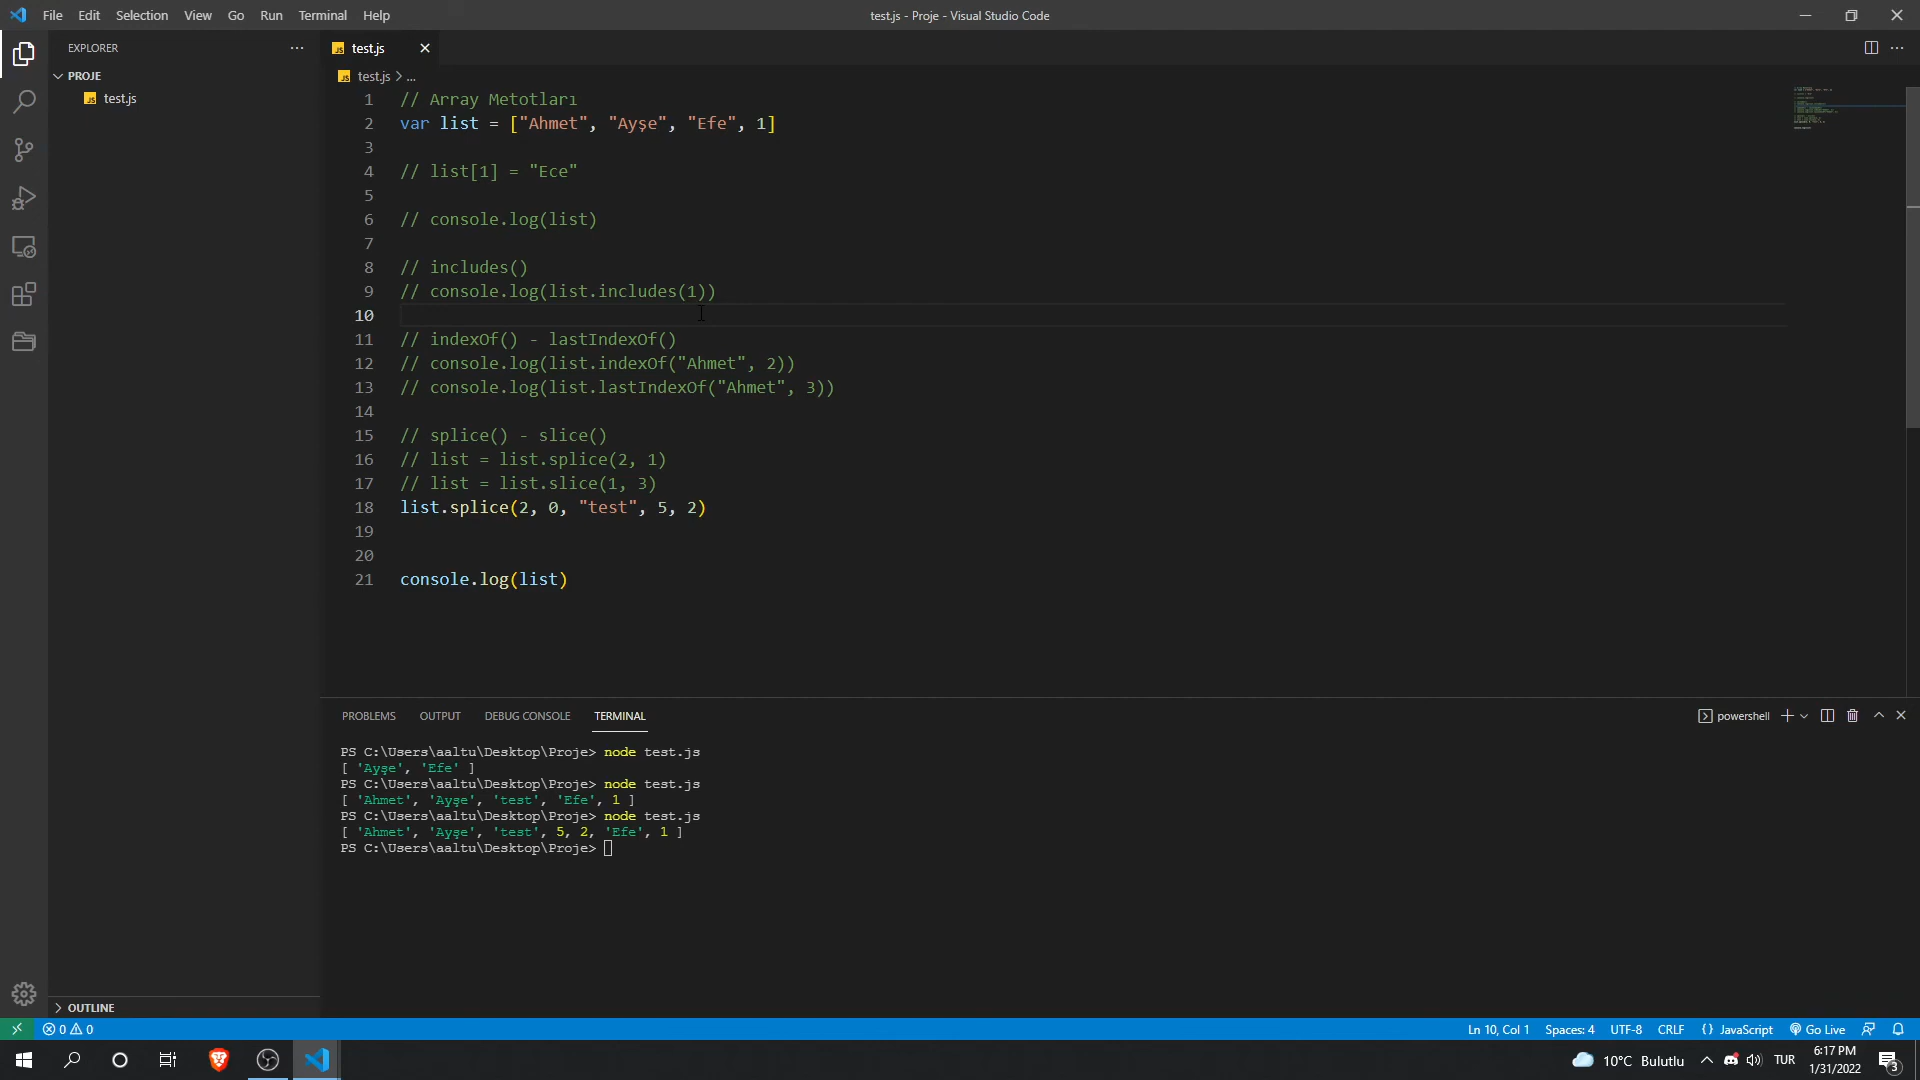 File Edit Selection View Go Run Terminal Help
test.js - Proje - Visual Studio Code
EXPLORER
PROJE
JS test.js
JS test.js
JS test.js > ...
1 // Array Metotları
2 var list = ["Ahmet", "Ayşe", "Efe", 1]
3
4 // list[1] = "Ece"
5
6 // console.log(list)
7
8 // includes()
9 // console.log(list.includes(1))
10
11 // indexOf() - lastIndexOf()
12 // console.log(list.indexOf("Ahmet", 2))
13 // console.log(list.lastIndexOf("Ahmet", 3))
14
15 // splice() - slice()
16 // list = list.splice(2, 1)
17 // list = list.slice(1, 3)
18 list.splice(2, 0, "test", 5, 2)
19
20
21 console.log(list)
PROBLEMS OUTPUT DEBUG CONSOLE TERMINAL
powershell
PS C:\Users\aaltu\Desktop\Proje> node test.js
[ 'Ayşe', 'Efe' ]
PS C:\Users\aaltu\Desktop\Proje> node test.js
[ 'Ahmet', 'Ayşe', 'test', 'Efe', 1 ]
PS C:\Users\aaltu\Desktop\Proje> node test.js
[ 'Ahmet', 'Ayşe', 'test', 5, 2, 'Efe', 1 ]
PS C:\Users\aaltu\Desktop\Proje>
OUTLINE
0 0
Ln 10, Col 1 Spaces: 4 UTF-8 CRLF {} JavaScript Go Live
10°C Bulutlu
TUR
6:17 PM
1/31/2022
3